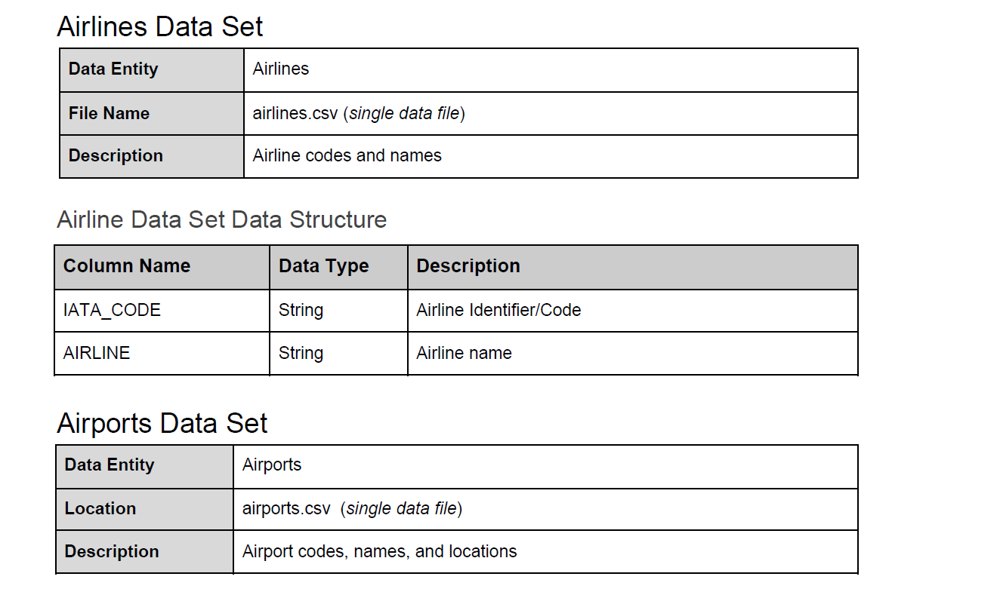 Airlines Data Set
Data Entity Airlines
File Name airlines.csv (single data file)
Description Airline codes and names
Airline Data Set Data Structure
Column Name Data Type Description
IATA_CODE String Airline Identifier/Code
AIRLINE String Airline name
Airports Data Set
Data Entity Airports
Location airports.csv (single data file)
Description Airport codes, names, and locations